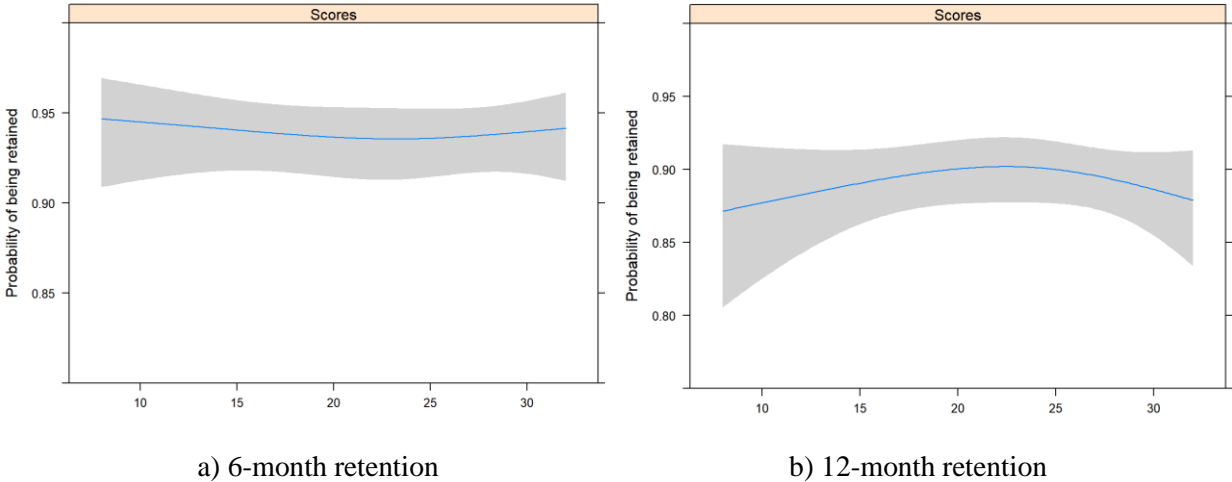 Scores
Probability of being retained
0.95
0.90
0.85
10 15 20 25 30
a) 6-month retention
Scores
Probability of being retained
0.95
0.90
0.85
0.80
10 15 20 25 30
b) 12-month retention